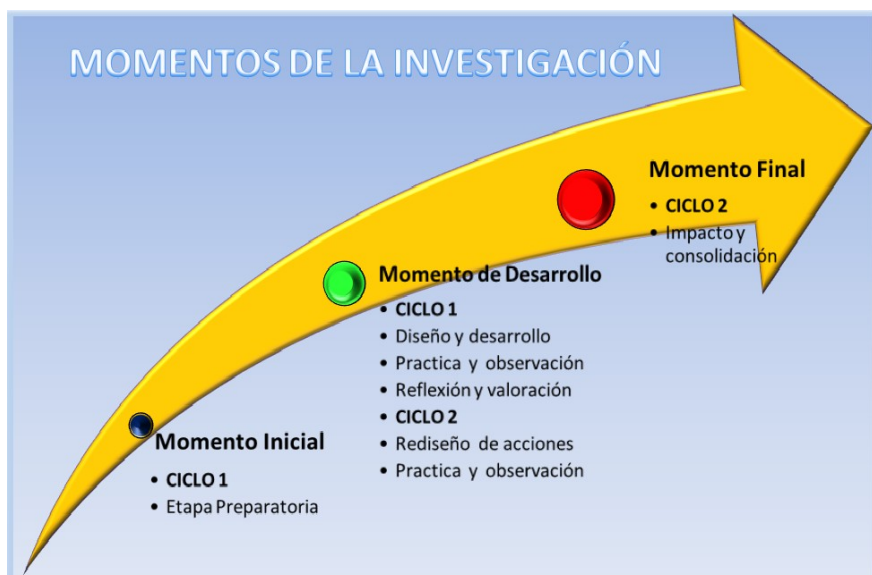 MOMENTOS DE LA INVESTIGACIÓN
Momento Inicial
• CICLO 1
• Etapa Preparatoria
Momento de Desarrollo
• CICLO 1
• Diseño y desarrollo
• Practica y observación
• Reflexión y valoración
• CICLO 2
• Rediseño de acciones
• Practica y observación
Momento Final
• CICLO 2
• Impacto y
consolidación